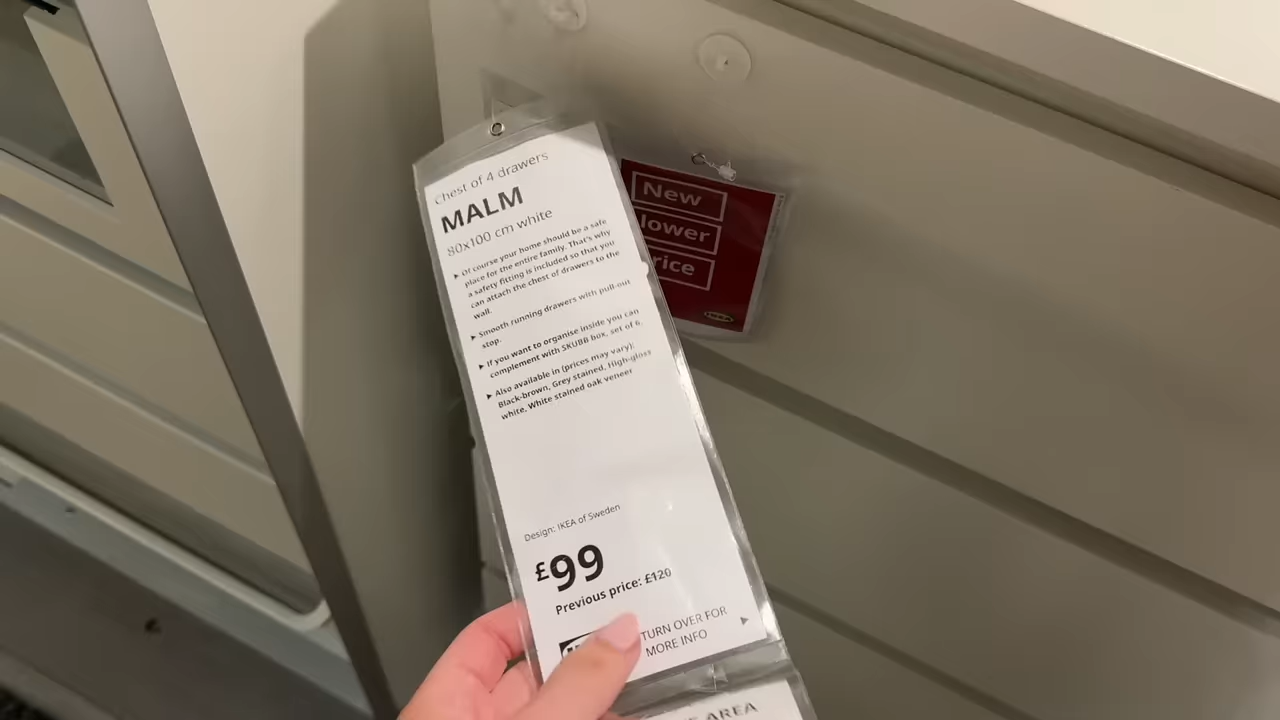 Chest of 4 drawers
MALM
80x100 cm white
▸ Of course your home should be a safe
place for the entire family. That's why
a safety fitting is included so that you
can attach the chest of drawers to the
wall.
▸ Smooth running drawers with pull-out
stop.
▸ If you want to organise inside you can
complement with SKUBB box, set of 6.
▸ Also available in (prices may vary):
Black-brown, Grey stained, High-gloss
white. White stained oak veneer
Design: IKEA of Sweden
£99
Previous price: £120
TURN OVER FOR
MORE INFO
AREA
New
lower
rice
IKEA